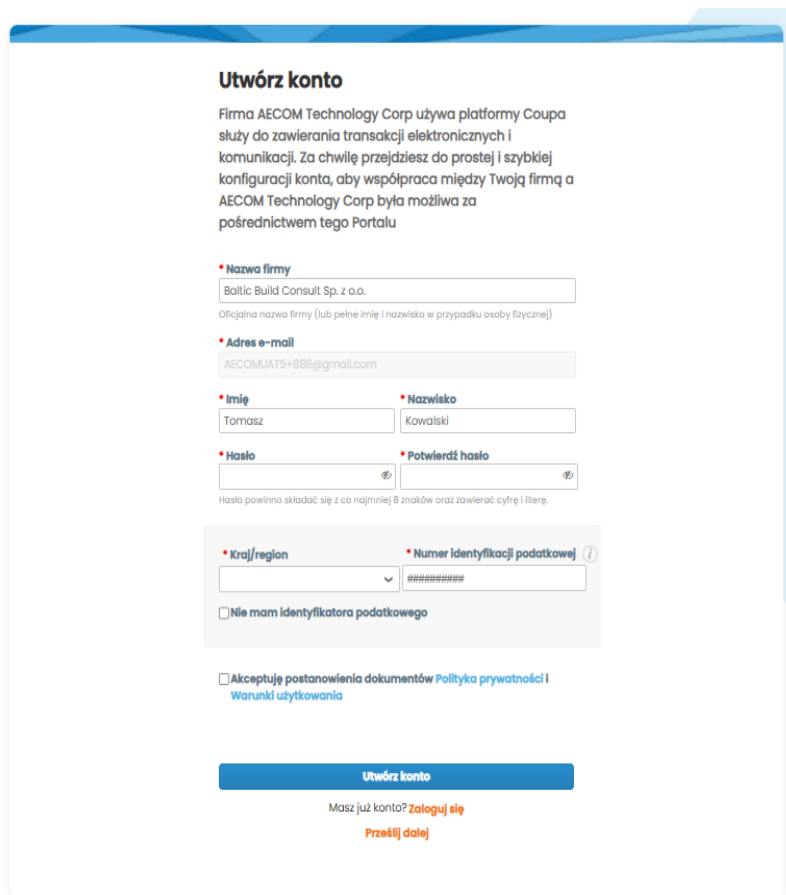 Utwórz konto
Firma AECOM Technology Corp używa platformy Coupa
służy do zawierania transakcji elektronicznych i
komunikacji. Za chwilę przejdziesz do prostej i szybkiej
konfiguracji konta, aby współpraca między Twoją firmą a
AECOM Technology Corp była możliwa za
pośrednictwem tego Portalu
* Nazwa firmy
Baltic Build Consult Sp. z o.o.
Oficjalna nazwa firmy (lub pełne imię i nazwisko w przypadku osoby fizycznej)
* Adres e-mail
AECOMUAT5+888@gmail.com
* Imię * Nazwisko
Tomasz Kowalski
* Hasło * Potwierdź hasło
Hasło powinno składać się z co najmniej 8 znaków oraz zawierać cyfrę i literę.
* Kraj/region * Numer identyfikacji podatkowej i
##########
Nie mam identyfikatora podatkowego
Akceptuję postanowienia dokumentów Polityka prywatności i
Warunki użytkowania
Utwórz konto
Masz już konto? Zaloguj się
Prześlij dalej